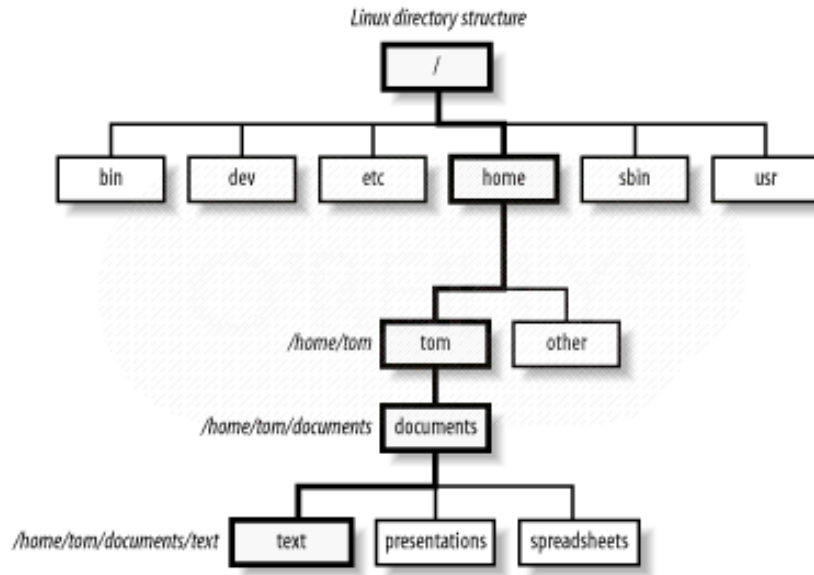 Linux directory structure
/
bin dev etc home sbin usr
/home/tom tom other
/home/tom/documents documents
/home/tom/documents/text text presentations spreadsheets